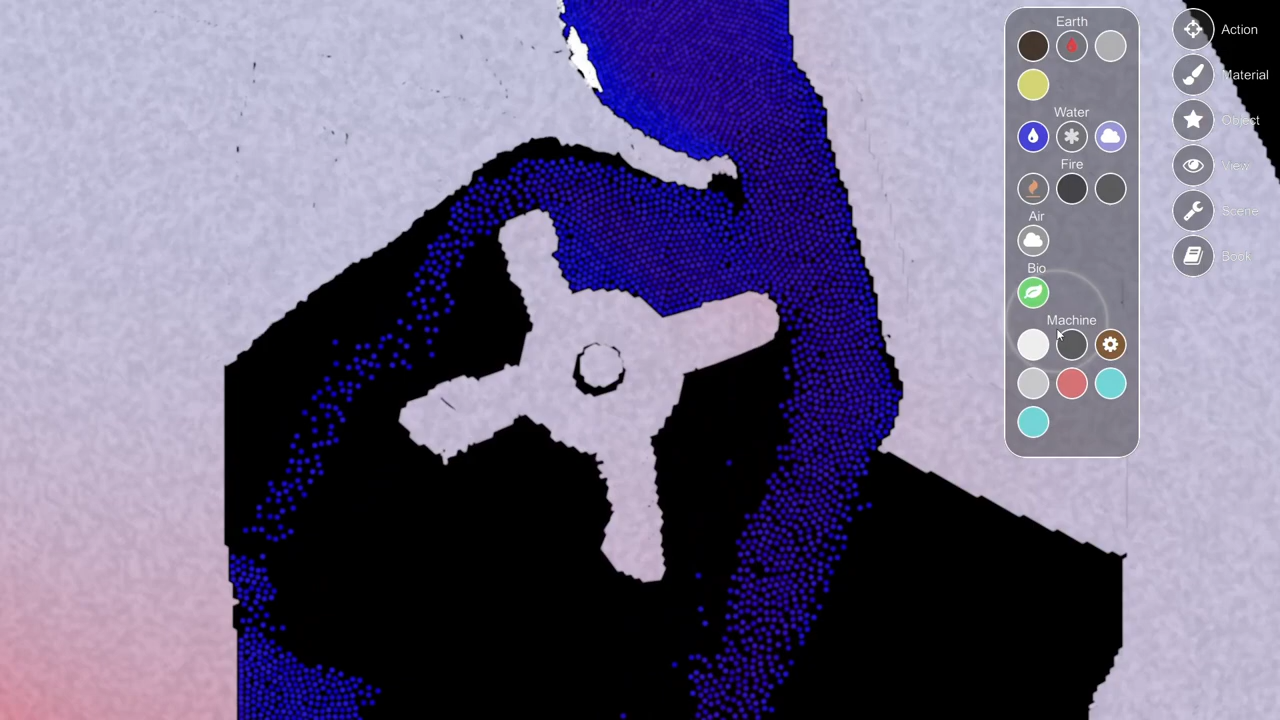 Earth
Water
Fire
Air
Bio
Machine
Action
Material
Object
View
Scene
Book